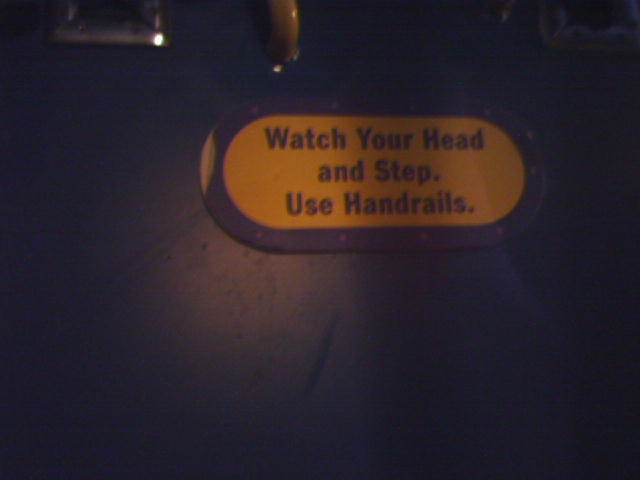 Watch Your Head
and Step.
Use Handrails.